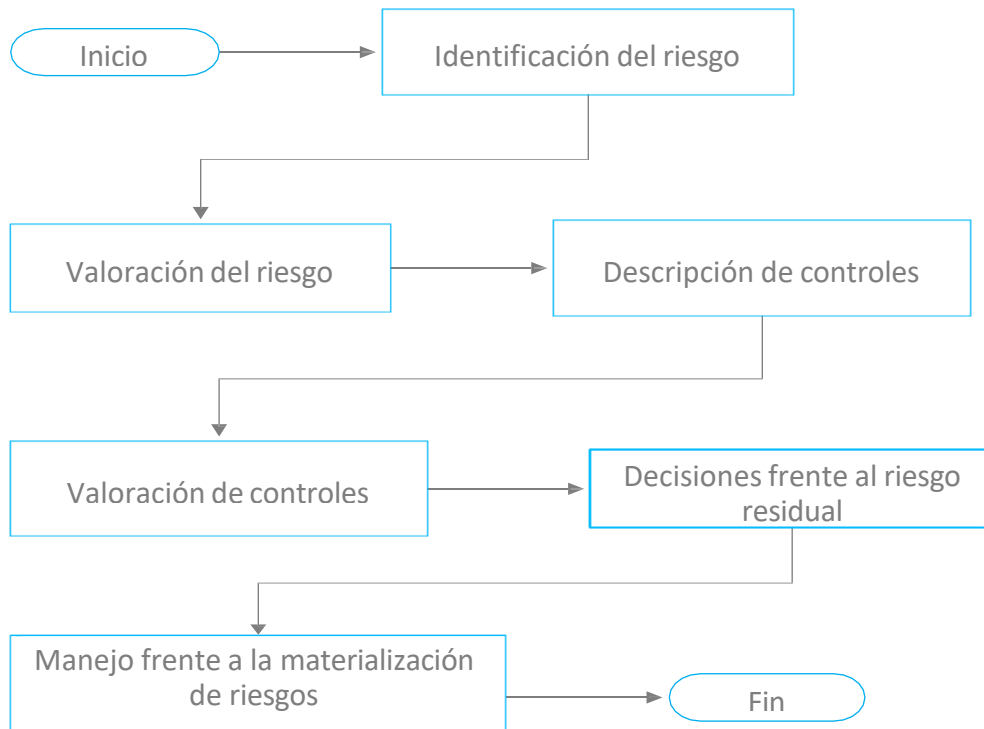 Inicio
Identificación del riesgo
Valoración del riesgo
Descripción de controles
Valoración de controles
Decisiones frente al riesgo
residual
Manejo frente a la materialización
de riesgos
Fin